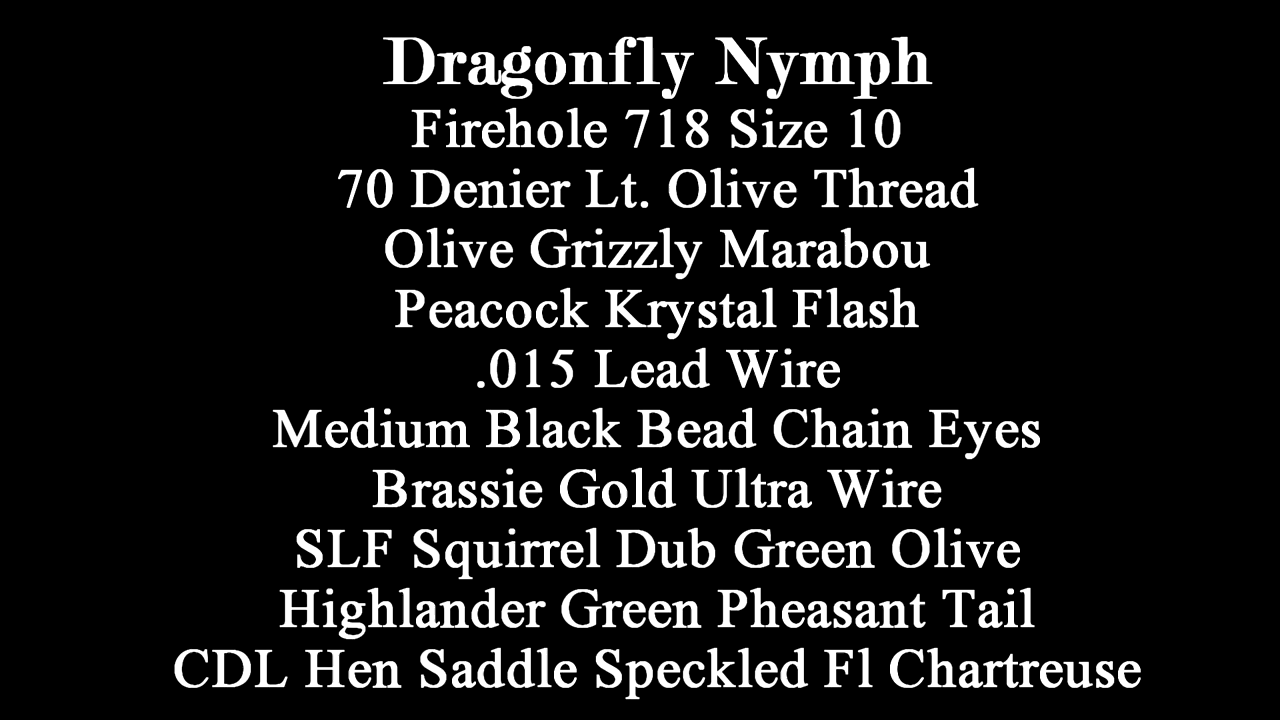 Dragonfly Nymph
Firehole 718 Size 10
70 Denier Lt. Olive Thread
Olive Grizzly Marabou
Peacock Krystal Flash
.015 Lead Wire
Medium Black Bead Chain Eyes
Brassie Gold Ultra Wire
SLF Squirrel Dub Green Olive
Highlander Green Pheasant Tail
CDL Hen Saddle Speckled Fl Chartreuse